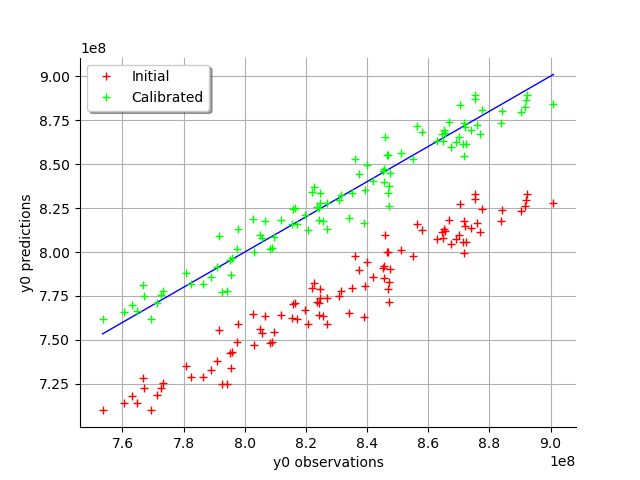 1e8
9.00
8.75
8.50
8.25
8.00
7.75
7.50
7.25
y0 predictions
Initial
Calibrated
7.6 7.8 8.0 8.2 8.4 8.6 8.8 9.0
y0 observations
1e8